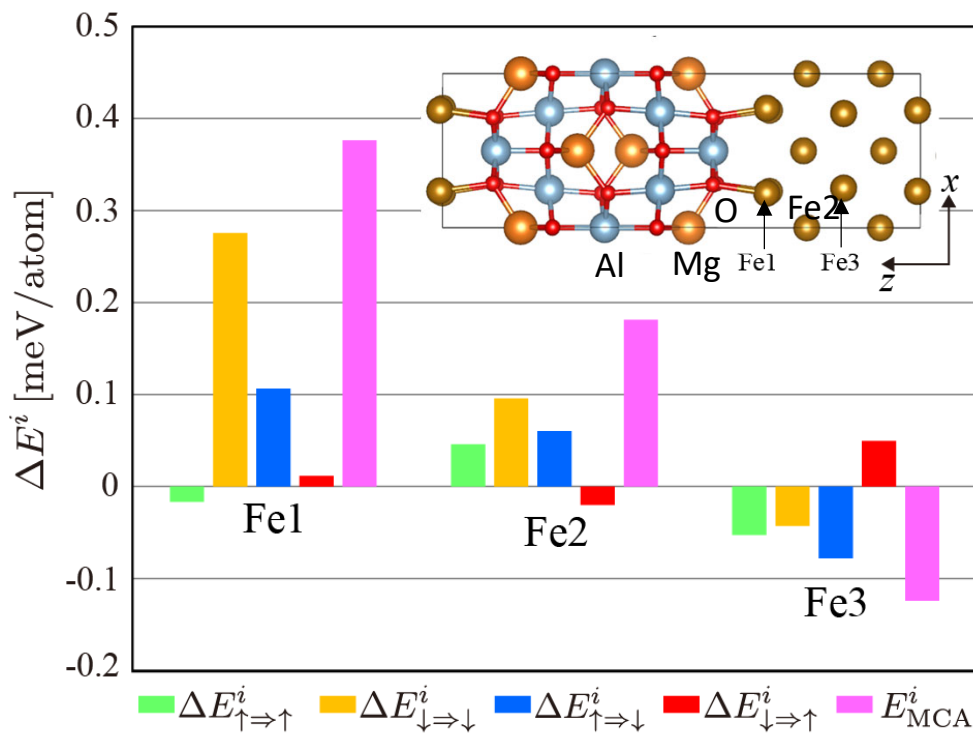 0.5
0.4
0.3
0.2
0.1
0
-0.1
-0.2
ΔE^i [meV/atom]
O
Fe2
x
Al
Mg
Fe1
Fe3
z
Fe1
Fe2
Fe3
ΔE^i_↑⇒↑ ΔE^i_↓⇒↓ ΔE^i_↑⇒↓ ΔE^i_↓⇒↑ E^i_MCA